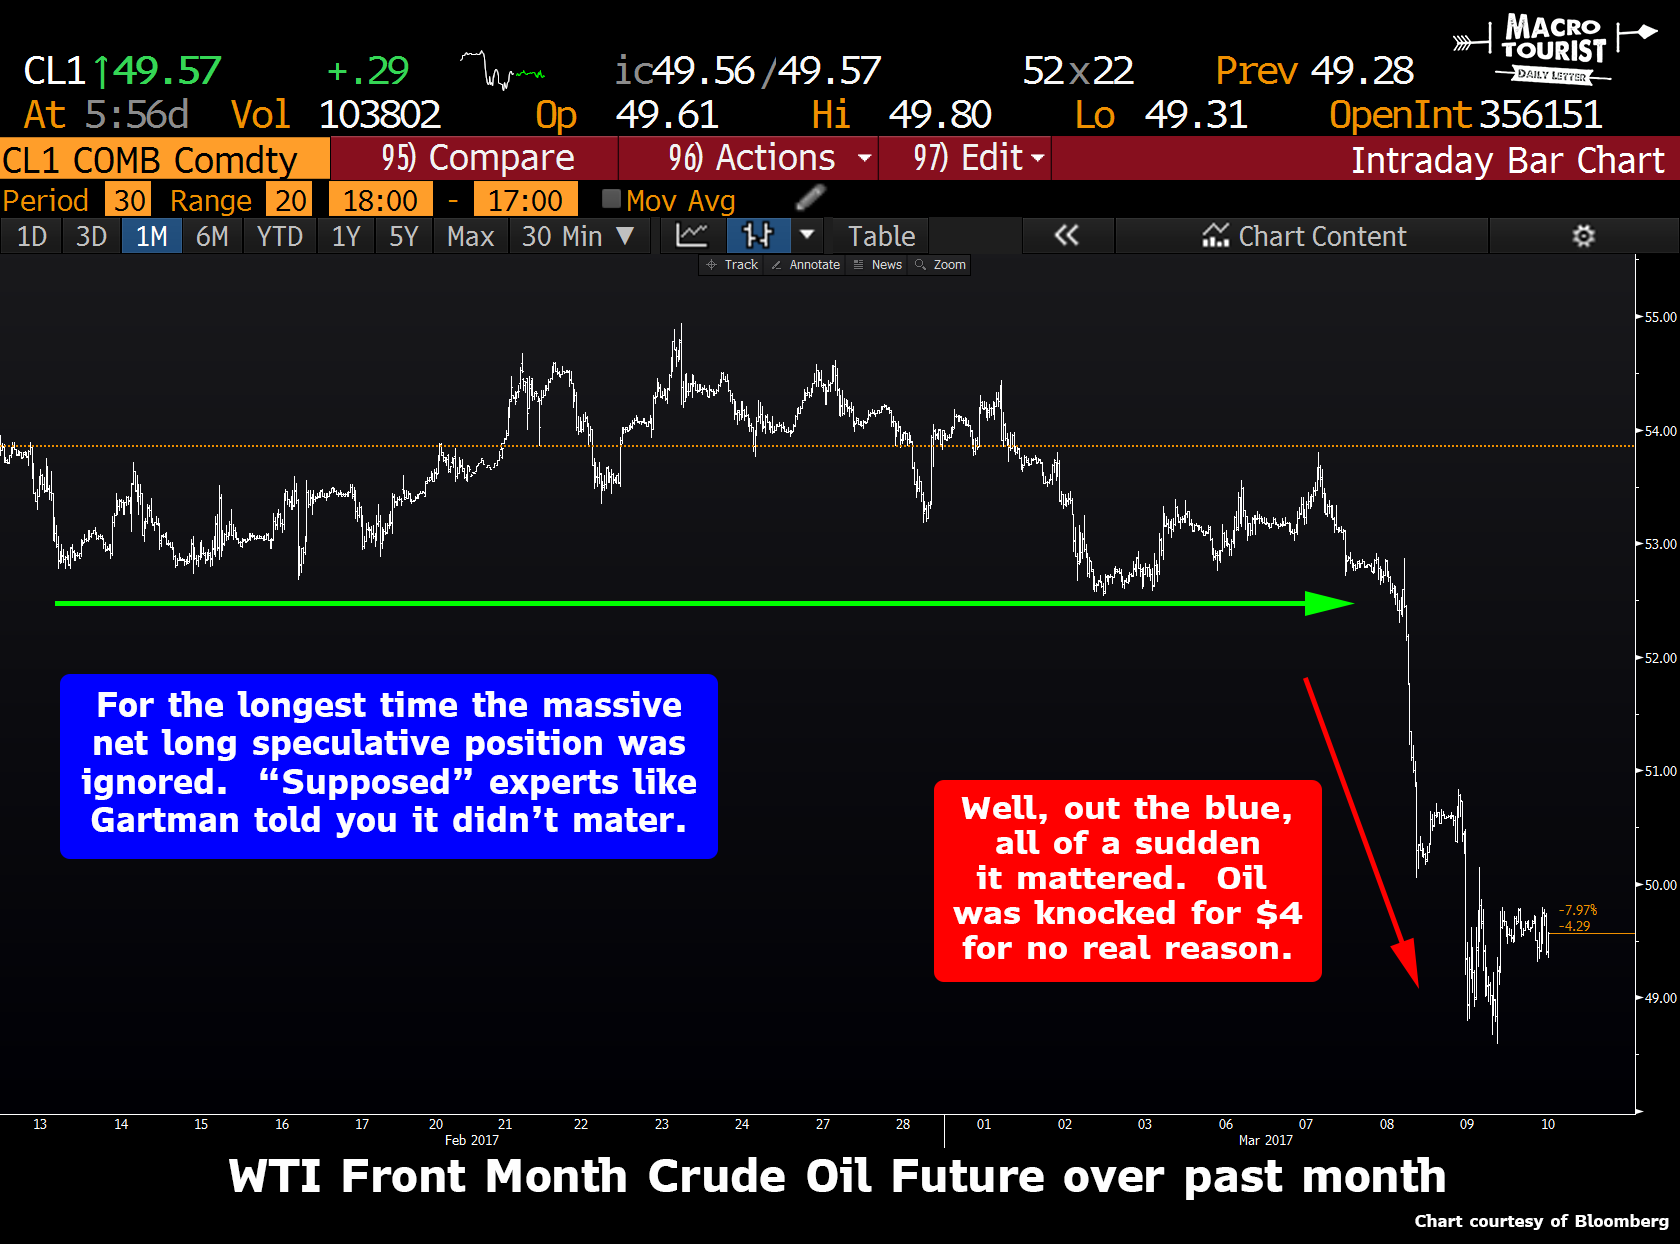 MACRO
TOURIST
DAILY LETTER
CL1 ↑49.57 +.29 ic49.56/49.57 52x22 Prev 49.28
At 5:56d Vol 103802 Op 49.61 Hi 49.80 Lo 49.31 OpenInt 356151
CL1 COMB Comdty 95) Compare 96) Actions 97) Edit Intraday Bar Chart
Period 30 Range 20 18:00 - 17:00 Mov Avg
1D 3D 1M 6M YTD 1Y 5Y Max 30 Min ▼ Table « Chart Content
Track Annotate News Zoom
55.00
54.00
53.00
52.00
51.00
50.00
49.00
For the longest time the massive
net long speculative position was
ignored. “Supposed” experts like
Gartman told you it didn’t mater.
Well, out the blue,
all of a sudden
it mattered. Oil
was knocked for $4
for no real reason.
-7.97%
-4.29
13 14 15 16 17 20 21 22 23 24 27 28 01 02 03 06 07 08 09 10
Feb 2017 Mar 2017
WTI Front Month Crude Oil Future over past month
Chart courtesy of Bloomberg